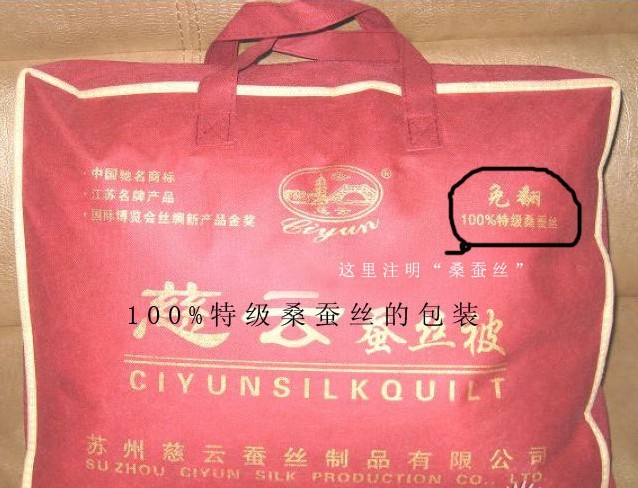 ·中国驰名商标
·江苏名牌产品
·国际博览会丝绸新产品金奖
Ciyun
®
免翻
100%特级桑蚕丝
这里注明“桑蚕丝”
慈云蚕丝被
100%特级桑蚕丝的包装
CIYUNSILKQUILT
苏州慈云蚕丝制品有限公司
SUZHOU CIYUN SILK PRODUCTION CO., LTD